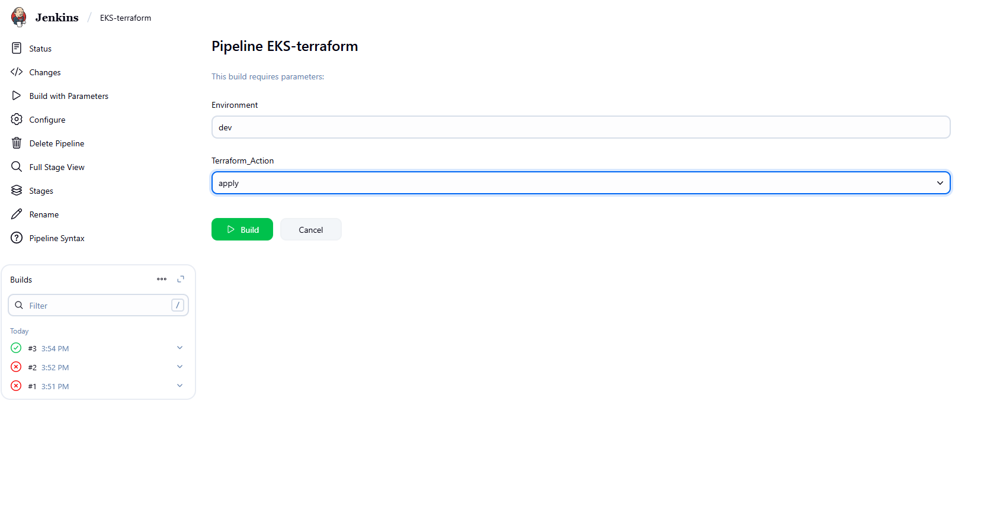 Jenkins / EKS-terraform
Status
Changes
Build with Parameters
Configure
Delete Pipeline
Full Stage View
Stages
Rename
Pipeline Syntax
Builds
Filter /
Today
#3 3:54 PM
#2 3:52 PM
#1 3:51 PM
Pipeline EKS-terraform
This build requires parameters:
Environment
dev
Terraform_Action
apply
Build Cancel